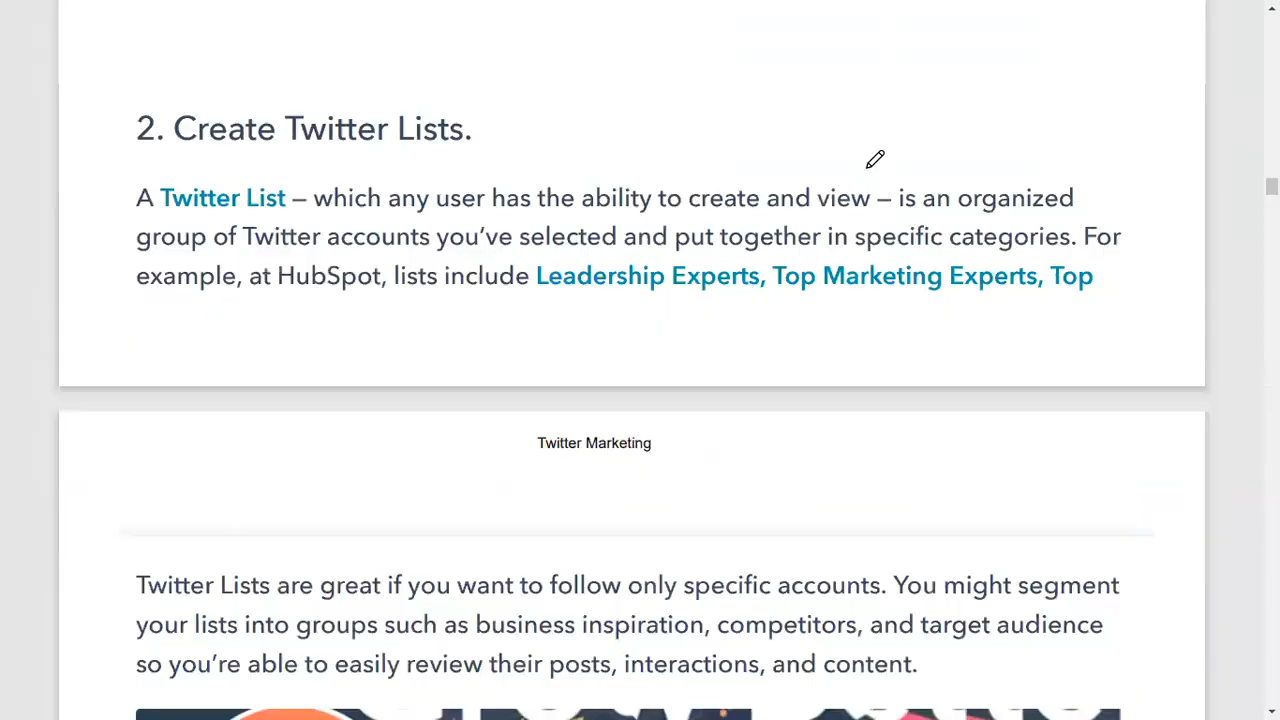 2. Create Twitter Lists.
A Twitter List – which any user has the ability to create and view – is an organized
group of Twitter accounts you’ve selected and put together in specific categories. For
example, at HubSpot, lists include Leadership Experts, Top Marketing Experts, Top
Twitter Marketing
Twitter Lists are great if you want to follow only specific accounts. You might segment
your lists into groups such as business inspiration, competitors, and target audience
so you’re able to easily review their posts, interactions, and content.